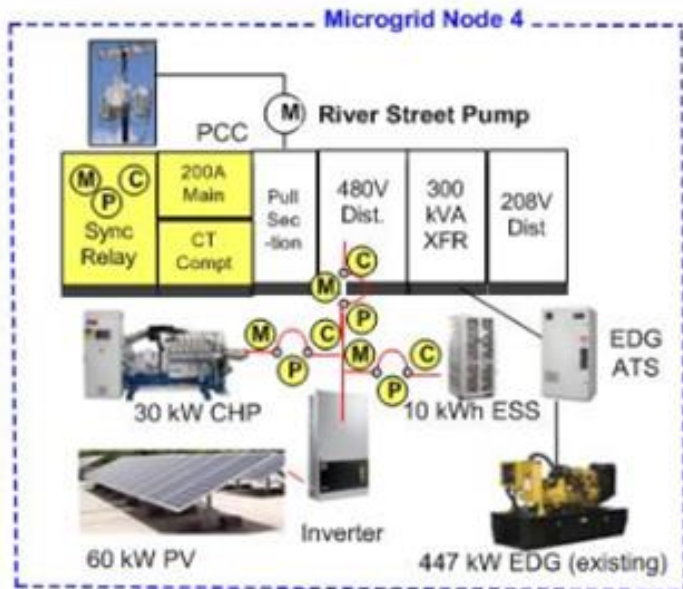 Microgrid Node 4
M
River Street Pump
PCC
M
P
C
Sync
Relay
200A
Main
CT
Compt
Pull
Sec
-tion
480V
Dist.
300
kVA
XFR
208V
Dist
C
M
P
M
P
C
M
P
C
EDG
ATS
30 kW CHP
10 kWh ESS
Inverter
60 kW PV
447 kW EDG (existing)